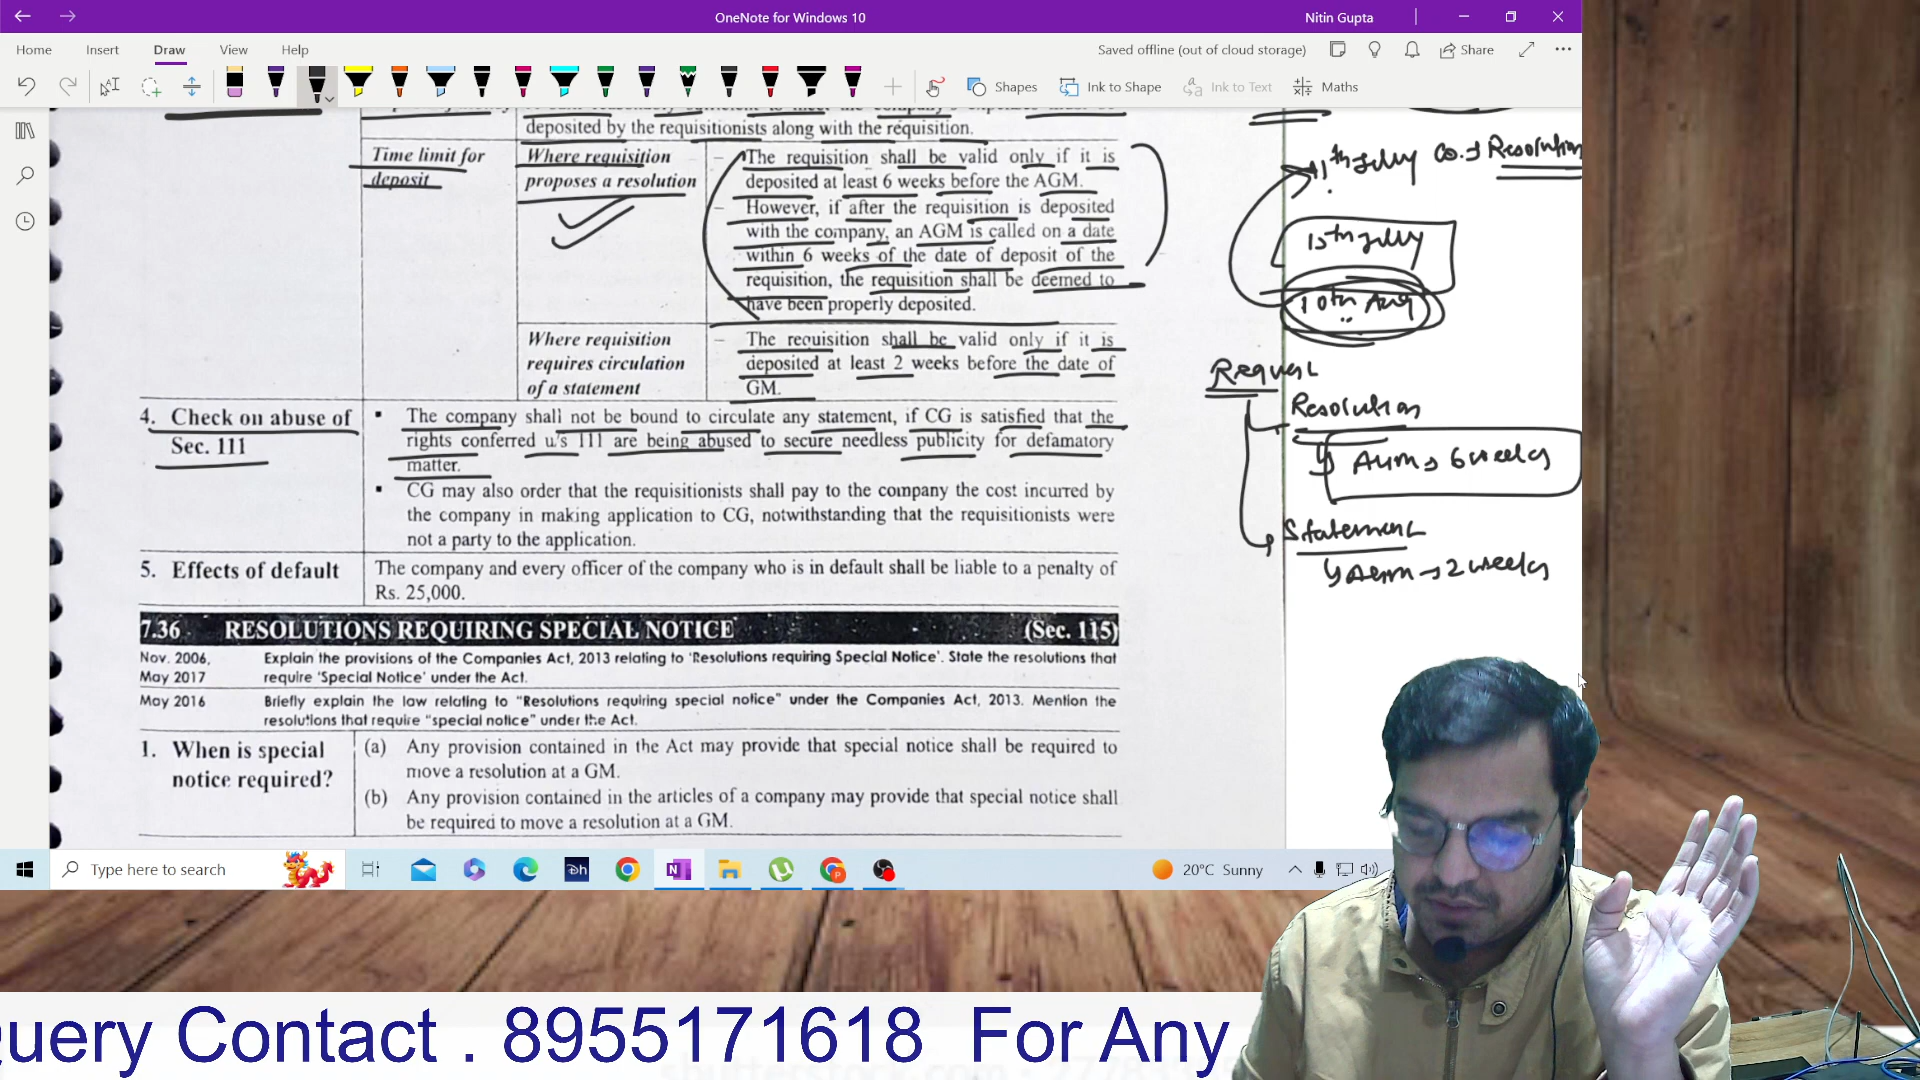 OneNote for Windows 10
Nitin Gupta
Home Insert Draw View Help
Saved offline (out of cloud storage)
Share
Shapes
Ink to Shape
Ink to Text
Maths
deposited by the requisitionists along with the requisition.
Time limit for deposit
Where requisition proposes a resolution
– The requisition shall be valid only if it is
deposited at least 6 weeks before the AGM.
– However, if after the requisition is deposited
with the company, an AGM is called on a date
within 6 weeks of the date of deposit of the
requisition, the requisition shall be deemed to
have been properly deposited.
Where requisition requires circulation of a statement
– The requisition shall be valid only if it is
deposited at least 2 weeks before the date of
GM.
4. Check on abuse of Sec. 111
▪ The company shall not be bound to circulate any statement, if CG is satisfied that the
rights conferred u/s 111 are being abused to secure needless publicity for defamatory
matter.
▪ CG may also order that the requisitionists shall pay to the company the cost incurred by
the company in making application to CG, notwithstanding that the requisitionists were
not a party to the application.
5. Effects of default
The company and every officer of the company who is in default shall be liable to a penalty of
Rs. 25,000.
7.36 RESOLUTIONS REQUIRING SPECIAL NOTICE (Sec. 115)
Nov. 2006, May 2017
Explain the provisions of the Companies Act, 2013 relating to 'Resolutions requiring Special Notice'. State the resolutions that
require 'Special Notice' under the Act.
May 2016
Briefly explain the law relating to "Resolutions requiring special notice" under the Companies Act, 2013. Mention the
resolutions that require "special notice" under the Act.
1. When is special notice required?
(a) Any provision contained in the Act may provide that special notice shall be required to
move a resolution at a GM.
(b) Any provision contained in the articles of a company may provide that special notice shall
be required to move a resolution at a GM.
Resolution
15th July
10th Aug
Request
Resolution
AGM → 6 weeks
Statement
→ 2 weeks
Type here to search
20°C Sunny
query Contact . 8955171618 For Any